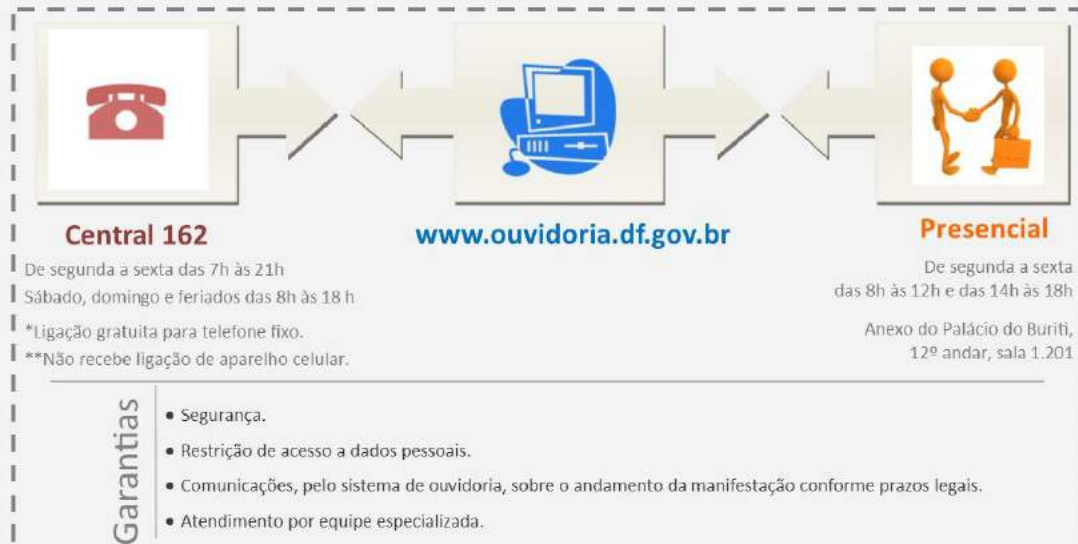 Central 162
De segunda a sexta das 7h às 21h
Sábado, domingo e feriados das 8h às 18 h
*Ligação gratuita para telefone fixo.
**Não recebe ligação de aparelho celular.
www.ouvidoria.df.gov.br
Presencial
De segunda a sexta
das 8h às 12h e das 14h às 18h
Anexo do Palácio do Buriti,
12º andar, sala 1.201
Garantias
• Segurança.
• Restrição de acesso a dados pessoais.
• Comunicações, pelo sistema de ouvidoria, sobre o andamento da manifestação conforme prazos legais.
• Atendimento por equipe especializada.